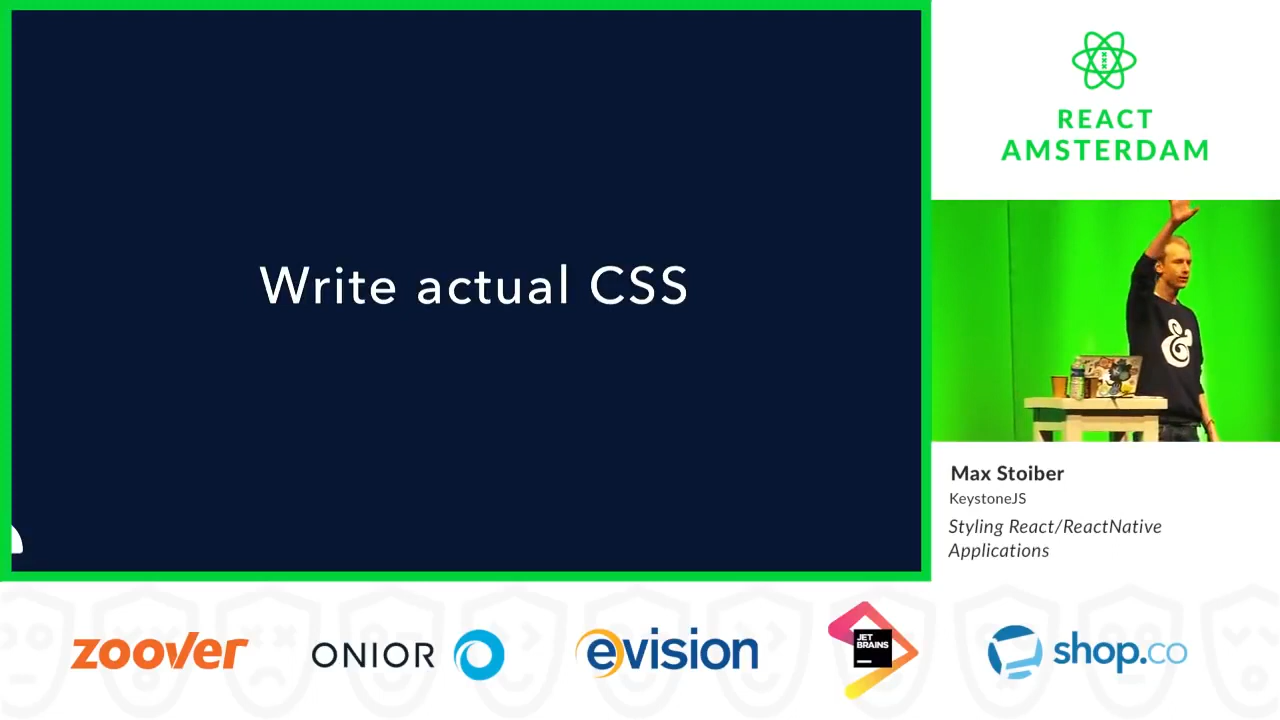 Write actual CSS
REACT
AMSTERDAM
&
Max Stoiber
KeystoneJS
Styling React/ReactNative
Applications
zoover
ONIOR
evision
JET
BRAINS
shop.co